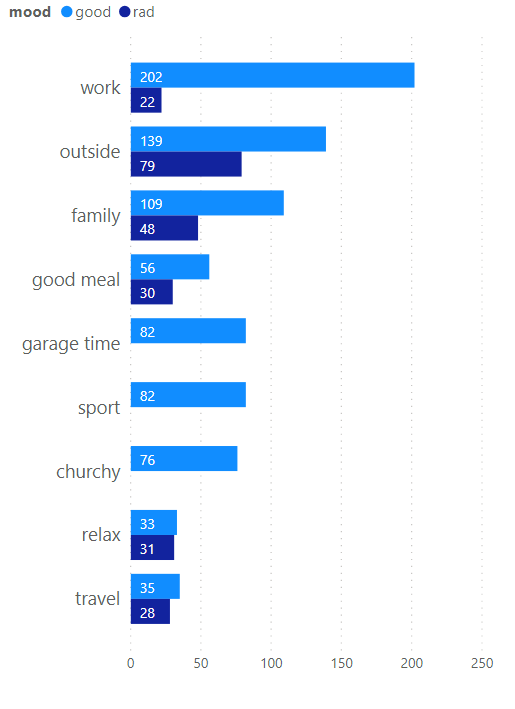 mood good rad
work 202
22
outside 139
79
family 109
48
good meal 56
30
garage time 82
sport 82
churchy 76
relax 33
31
travel 35
28
0 50 100 150 200 250